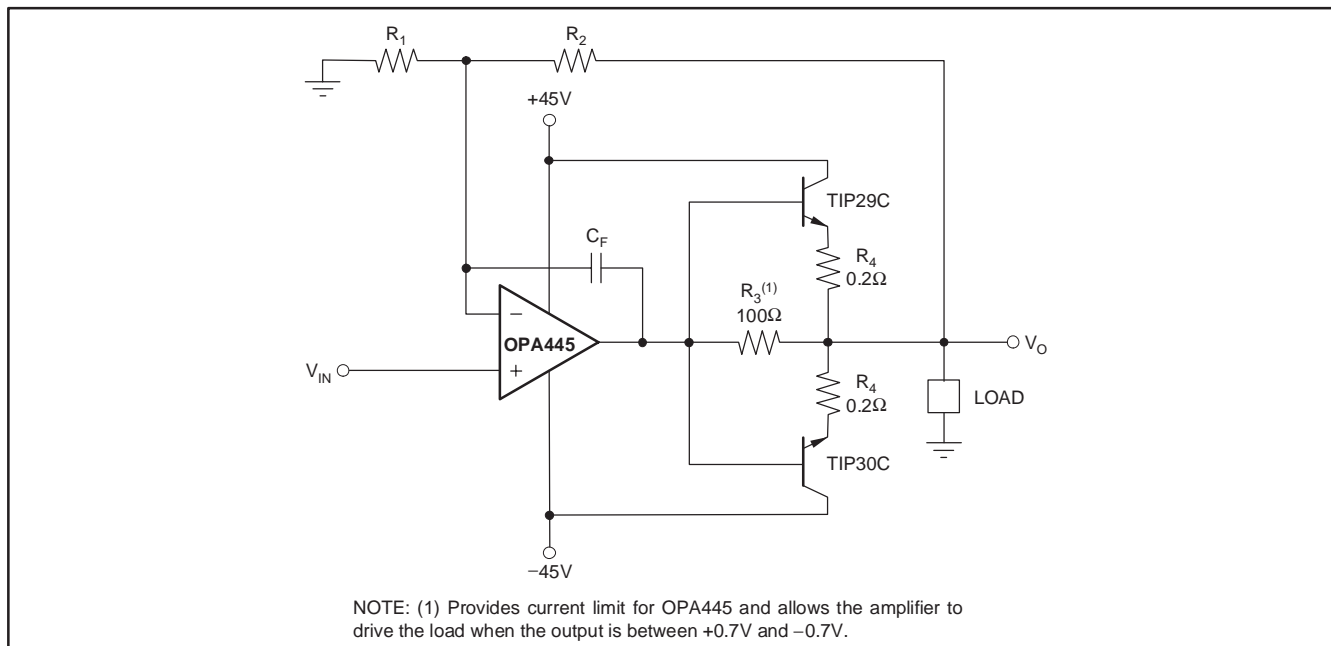 R1
R2
+45V
TIP29C
CF
R4
0.2Ω
R3(1)
100Ω
−
OPA445
+
VIN
VO
R4
0.2Ω
LOAD
TIP30C
−45V
NOTE: (1) Provides current limit for OPA445 and allows the amplifier to
drive the load when the output is between +0.7V and −0.7V.